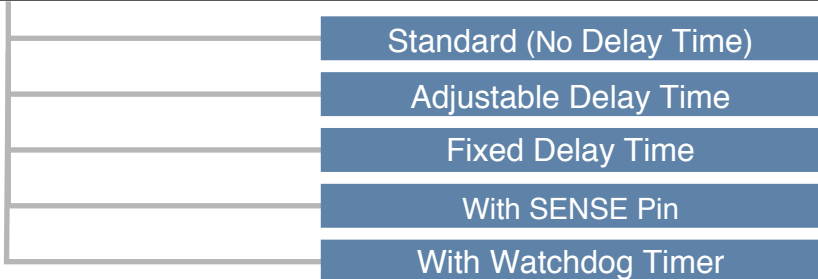 Standard (No Delay Time)
Adjustable Delay Time
Fixed Delay Time
With SENSE Pin
With Watchdog Timer